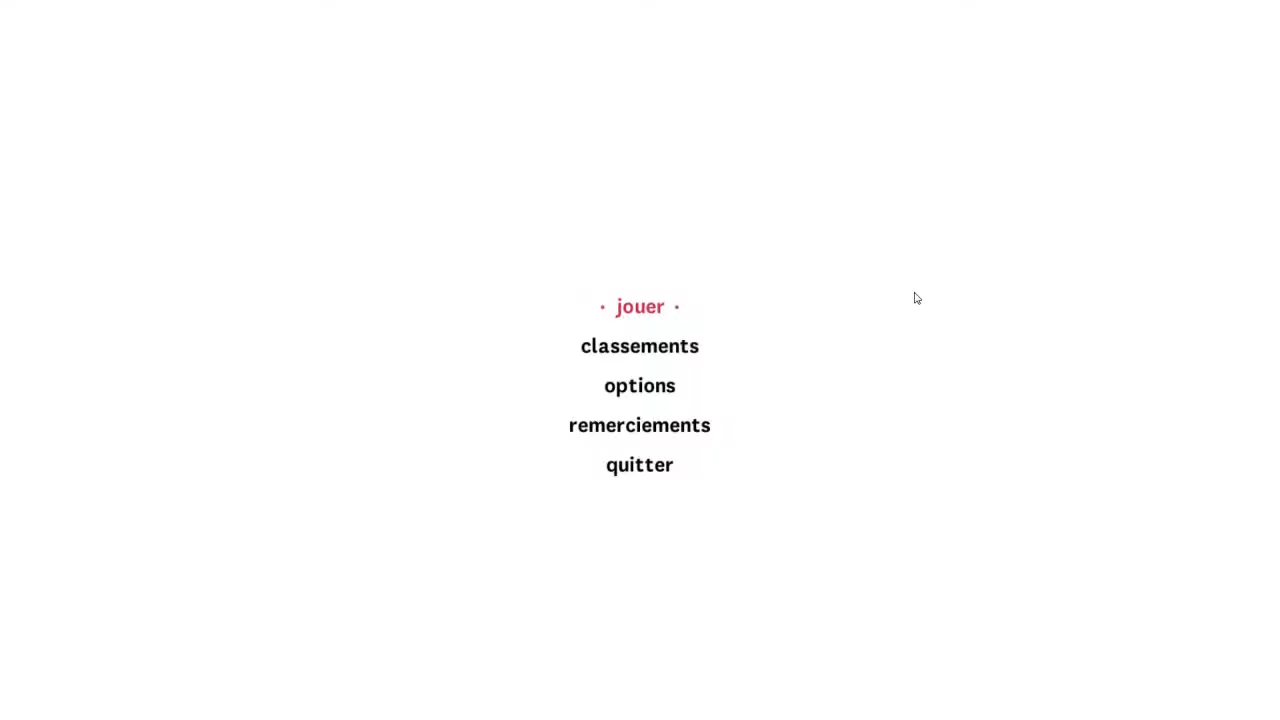 · jouer ·
classements
options
remerciements
quitter